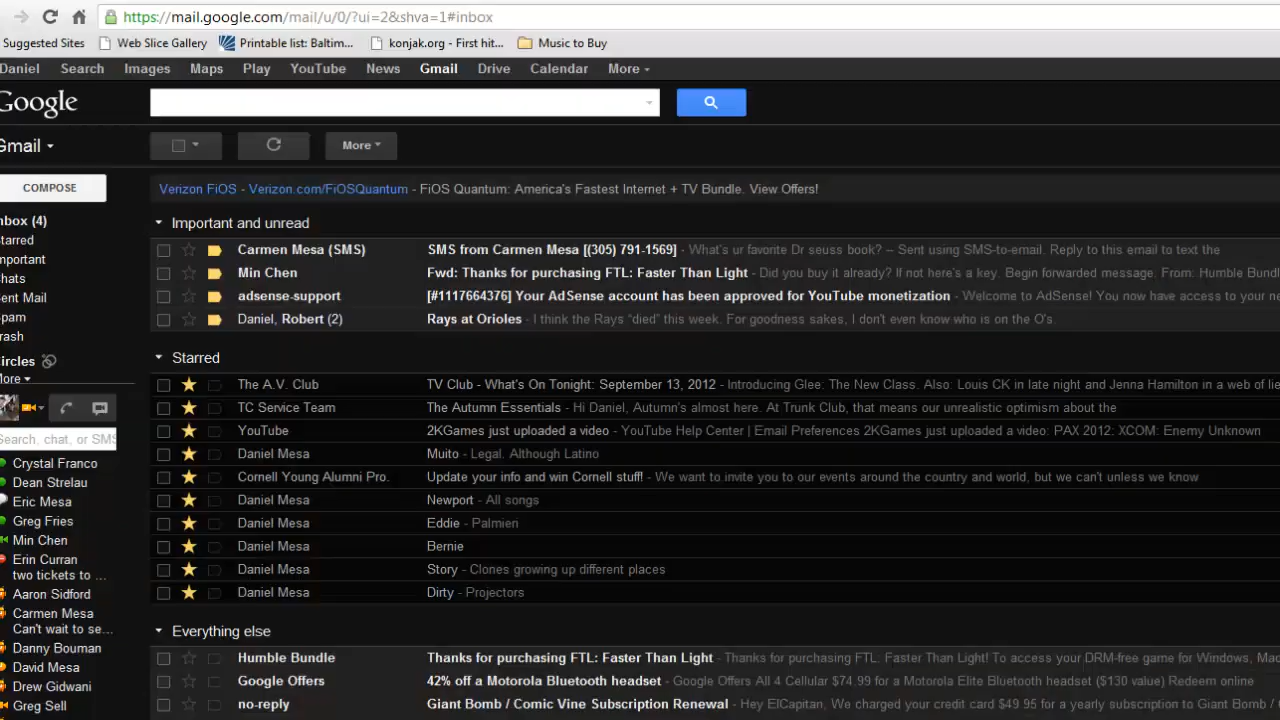 https://mail.google.com/mail/u/0/?ui=2&shva=1#inbox
Suggested Sites Web Slice Gallery Printable list: Baltim... konjak.org - First hit... Music to Buy
Daniel Search Images Maps Play YouTube News Gmail Drive Calendar More
Google
Gmail More
COMPOSE
Verizon FiOS - Verizon.com/FiOSQuantum - FiOS Quantum: America's Fastest Internet + TV Bundle. View Offers!
nbox (4)
tarred
mportant
hats
ent Mail
pam
rash
ircles
More
Search, chat, or SMS
Crystal Franco
Dean Strelau
Eric Mesa
Greg Fries
Min Chen
Erin Curran
two tickets to ...
Aaron Sidford
Carmen Mesa
Can't wait to se...
Danny Bouman
David Mesa
Drew Gidwani
Greg Sell
Important and unread
Carmen Mesa (SMS) SMS from Carmen Mesa [(305) 791-1569] - What's ur favorite Dr seuss book? – Sent using SMS-to-email. Reply to this email to text the
Min Chen Fwd: Thanks for purchasing FTL: Faster Than Light - Did you buy it already? If not here's a key. Begin forwarded message. From: Humble Bundle
adsense-support [#1117664376] Your AdSense account has been approved for YouTube monetization - Welcome to AdSense! You now have access to your ne
Daniel, Robert (2) Rays at Orioles - I think the Rays "died" this week. For goodness sakes, I don't even know who is on the O's.
Starred
The A.V. Club TV Club - What's On Tonight: September 13, 2012 - Introducing Glee: The New Class. Also: Louis CK in late night and Jenna Hamilton in a web of lie
TC Service Team The Autumn Essentials - Hi Daniel, Autumn's almost here. At Trunk Club, that means our unrealistic optimism about the
YouTube 2KGames just uploaded a video - YouTube Help Center | Email Preferences 2KGames just uploaded a video: PAX 2012: XCOM: Enemy Unknown
Daniel Mesa Muito - Legal. Although Latino
Cornell Young Alumni Pro. Update your info and win Cornell stuff! - We want to invite you to our events around the country and world, but we can't unless we know
Daniel Mesa Newport - All songs
Daniel Mesa Eddie - Palmieri
Daniel Mesa Bernie
Daniel Mesa Story - Clones growing up different places
Daniel Mesa Dirty - Projectors
Everything else
Humble Bundle Thanks for purchasing FTL: Faster Than Light - Thanks for purchasing FTL: Faster Than Light! To access your DRM-free game for Windows, Mac
Google Offers 42% off a Motorola Bluetooth headset - Google Offers All 4 Cellular $74.99 for a Motorola Elite Bluetooth headset ($130 value) Redeem online
no-reply Giant Bomb / Comic Vine Subscription Renewal - Hey ElCapitan, We charged your credit card $49.95 for a yearly subscription to Giant Bomb /